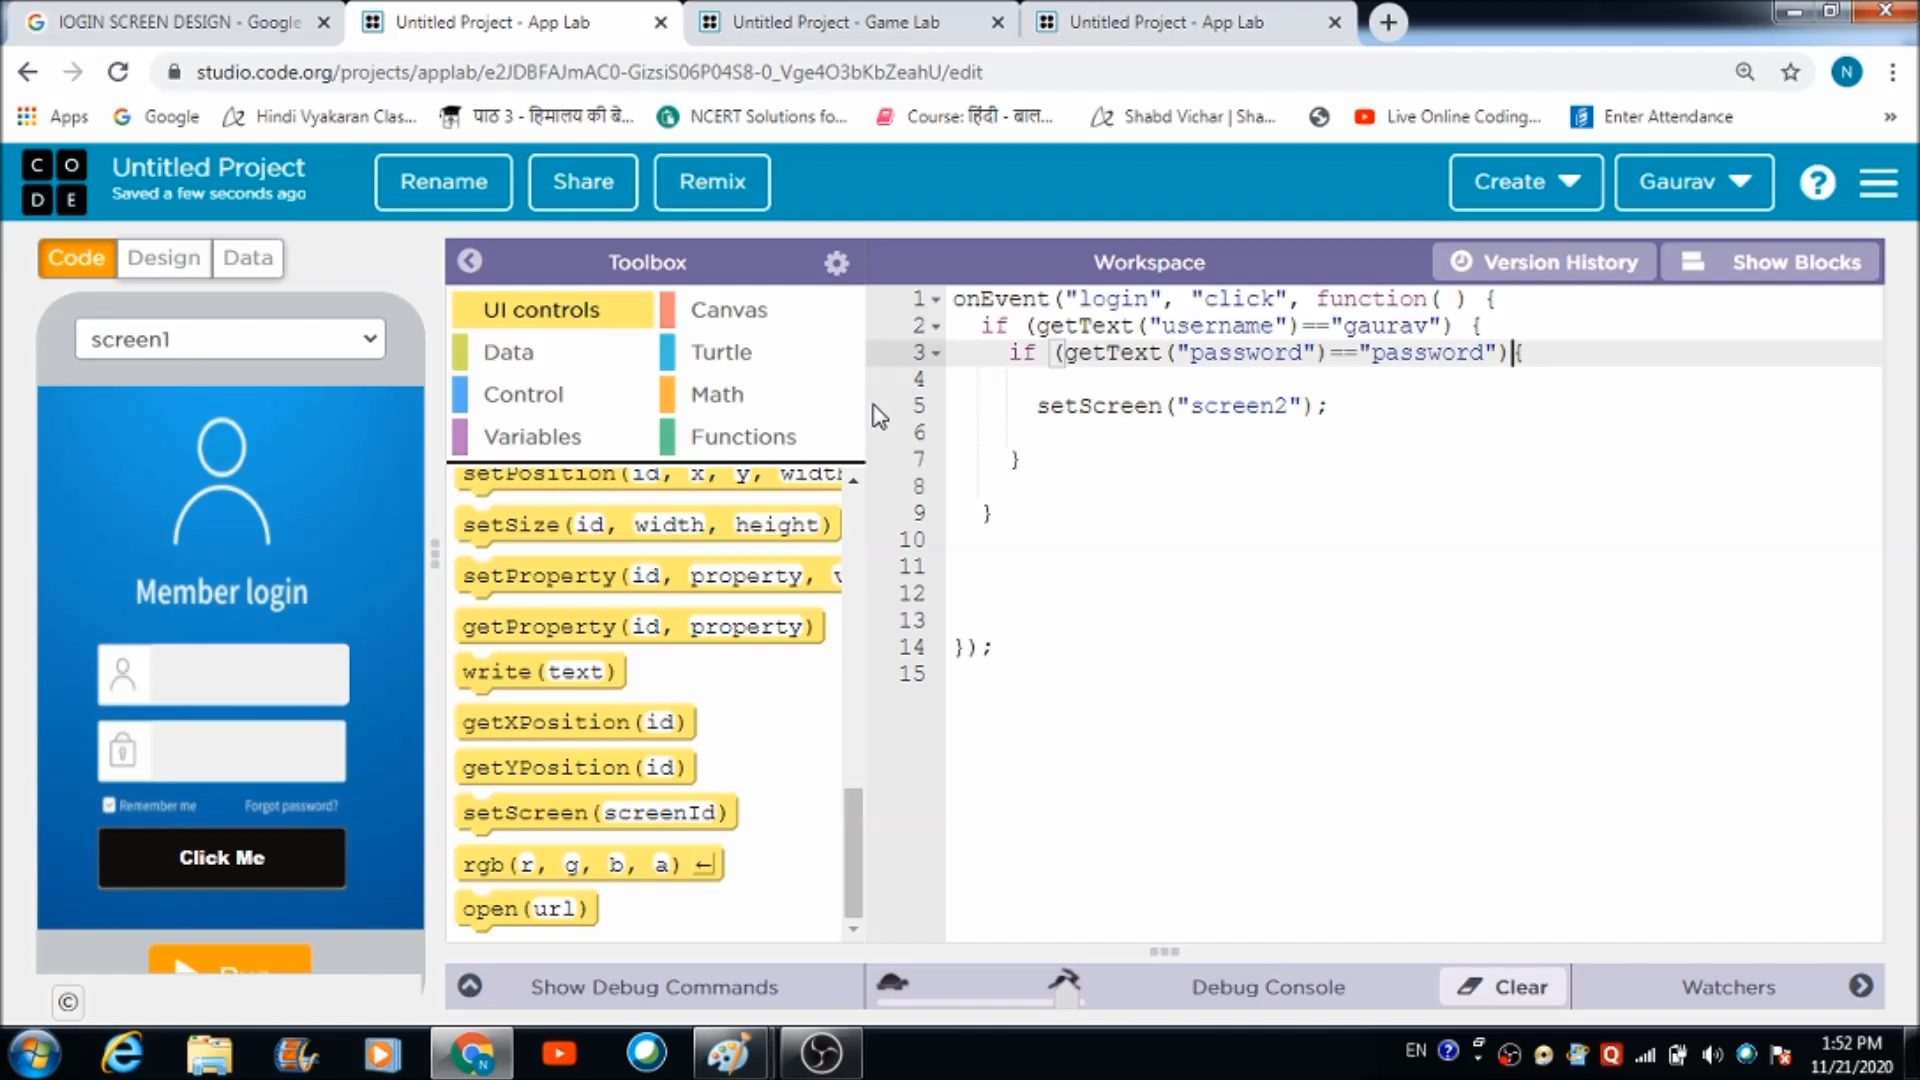 IOGIN SCREEN DESIGN - Google
Untitled Project - App Lab
Untitled Project - Game Lab
Untitled Project - App Lab
studio.code.org/projects/applab/e2JDBFAJmAC0-GizsiS06P04S8-0_Vge4O3bKbZeahU/edit
N
Apps
Google
Hindi Vyakaran Clas...
पाठ 3 - हिमालय की बे...
NCERT Solutions fo...
Course: हिंदी - बाल...
Shabd Vichar | Sha...
Live Online Coding...
Enter Attendance
»
C O
D E
Untitled Project
Saved a few seconds ago
Rename
Share
Remix
Create
Gaurav
?
Code
Design
Data
Toolbox
Workspace
Version History
Show Blocks
screen1
Member login
Remember me
Forgot password?
Click Me
Run
UI controls
Canvas
Data
Turtle
Control
Math
Variables
Functions
setPosition(id, x, y, width
setSize(id, width, height)
setProperty(id, property, v
getProperty(id, property)
write(text)
getXPosition(id)
getYPosition(id)
setScreen(screenId)
rgb(r, g, b, a)
open(url)
1 onEvent("login", "click", function( ) {
2 if (getText("username")=="gaurav") {
3 if (getText("password")=="password"){
4
5 setScreen("screen2");
6
7 }
8
9 }
10
11
12
13
14 });
15
Show Debug Commands
Debug Console
Clear
Watchers
©
EN
1:52 PM
11/21/2020